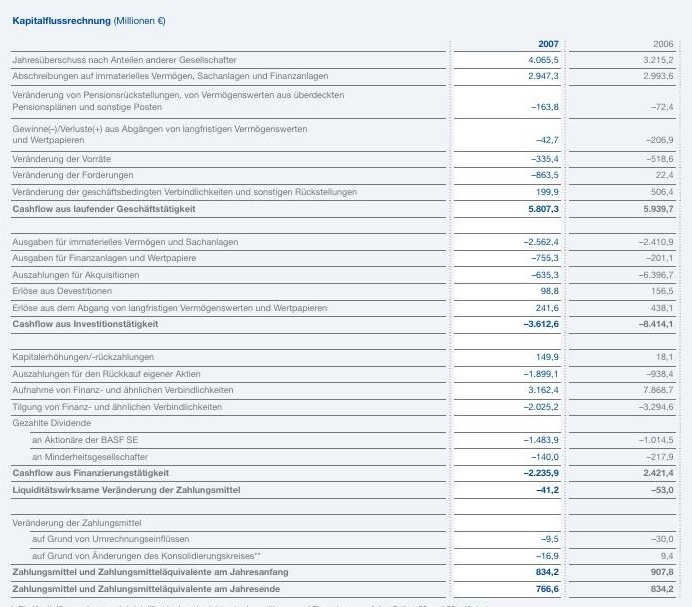 Kapitalflussrechnung (Millionen €)
2007 2006
Jahresüberschuss nach Anteilen anderer Gesellschafter 4.065,5 3.215,2
Abschreibungen auf immaterielles Vermögen, Sachanlagen und Finanzanlagen 2.947,3 2.993,6
Veränderung von Pensionsrückstellungen, von Vermögenswerten aus überdeckten
Pensionsplänen und sonstige Posten –163,8 –72,4
Gewinne(–)/Verluste(+) aus Abgängen von langfristigen Vermögenswerten
und Wertpapieren –42,7 –206,9
Veränderung der Vorräte –335,4 –518,6
Veränderung der Forderungen –863,5 22,4
Veränderung der geschäftsbedingten Verbindlichkeiten und sonstigen Rückstellungen 199,9 506,4
Cashflow aus laufender Geschäftstätigkeit 5.807,3 5.939,7
Ausgaben für immaterielles Vermögen und Sachanlagen –2.562,4 –2.410,9
Ausgaben für Finanzanlagen und Wertpapiere –755,3 –201,1
Auszahlungen für Akquisitionen –635,3 –6.396,7
Erlöse aus Devestitionen 98,8 156,5
Erlöse aus dem Abgang von langfristigen Vermögenswerten und Wertpapieren 241,6 438,1
Cashflow aus Investitionstätigkeit –3.612,6 –8.414,1
Kapitalerhöhungen/-rückzahlungen 149,9 18,1
Auszahlungen für den Rückkauf eigener Aktien –1.899,1 –938,4
Aufnahme von Finanz- und ähnlichen Verbindlichkeiten 3.162,4 7.868,7
Tilgung von Finanz- und ähnlichen Verbindlichkeiten –2.025,2 –3.294,6
Gezahlte Dividende
an Aktionäre der BASF SE –1.483,9 –1.014,5
an Minderheitsgesellschafter –140,0 –217,9
Cashflow aus Finanzierungstätigkeit –2.235,9 2.421,4
Liquiditätswirksame Veränderung der Zahlungsmittel –41,2 –53,0
Veränderung der Zahlungsmittel
auf Grund von Umrechnungseinflüssen –9,5 –30,0
auf Grund von Änderungen des Konsolidierungskreises** –16,9 9,4
Zahlungsmittel und Zahlungsmitteläquivalente am Jahresanfang 834,2 907,8
Zahlungsmittel und Zahlungsmitteläquivalente am Jahresende 766,6 834,2